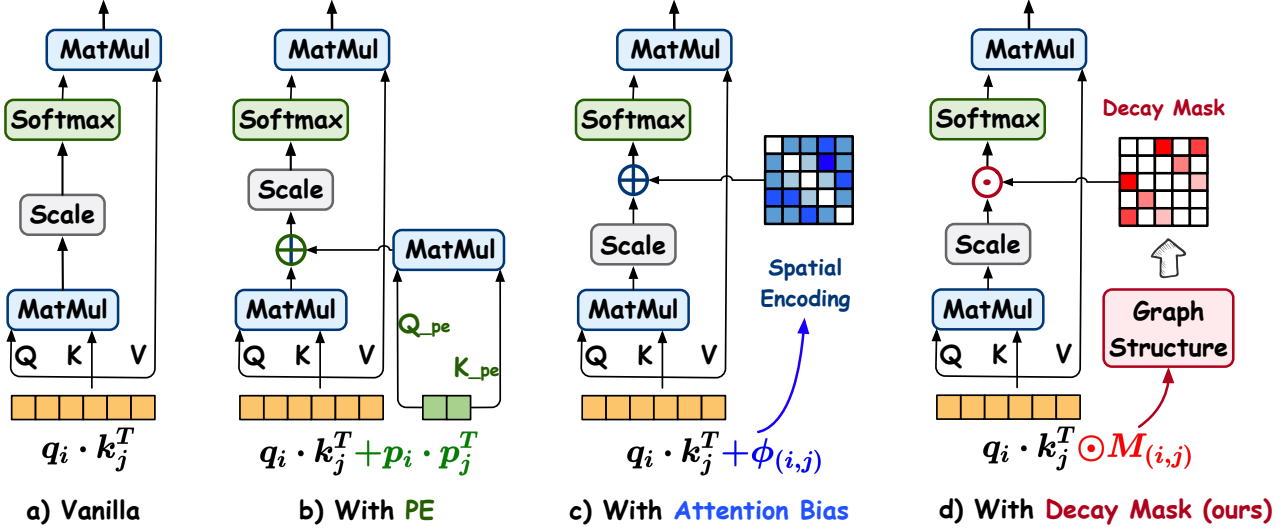 MatMul
Softmax
Scale
MatMul
Q K V
q_i · k_j^T
a) Vanilla
MatMul
Softmax
Scale
MatMul
MatMul
Q K V
Q_pe
K_pe
q_i · k_j^T + p_i · p_j^T
b) With PE
MatMul
Softmax
Scale
MatMul
Q K V
Spatial
Encoding
q_i · k_j^T + ϕ_(i,j)
c) With Attention Bias
MatMul
Softmax
Decay Mask
Scale
MatMul
Q K V
Graph
Structure
q_i · k_j^T ⊙ M_(i,j)
d) With Decay Mask (ours)